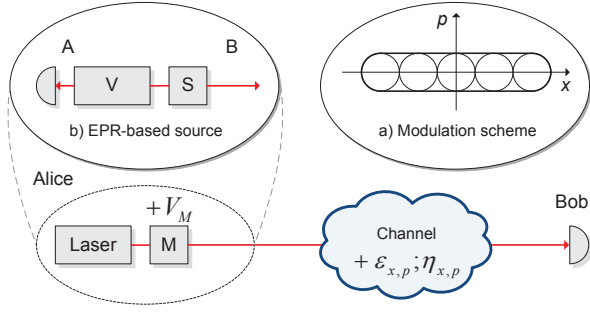 A
B
V
S
b) EPR-based source
p
x
a) Modulation scheme
Alice
+V_M
Laser
M
Channel
+ ε_{x,p} ; η_{x,p}
Bob